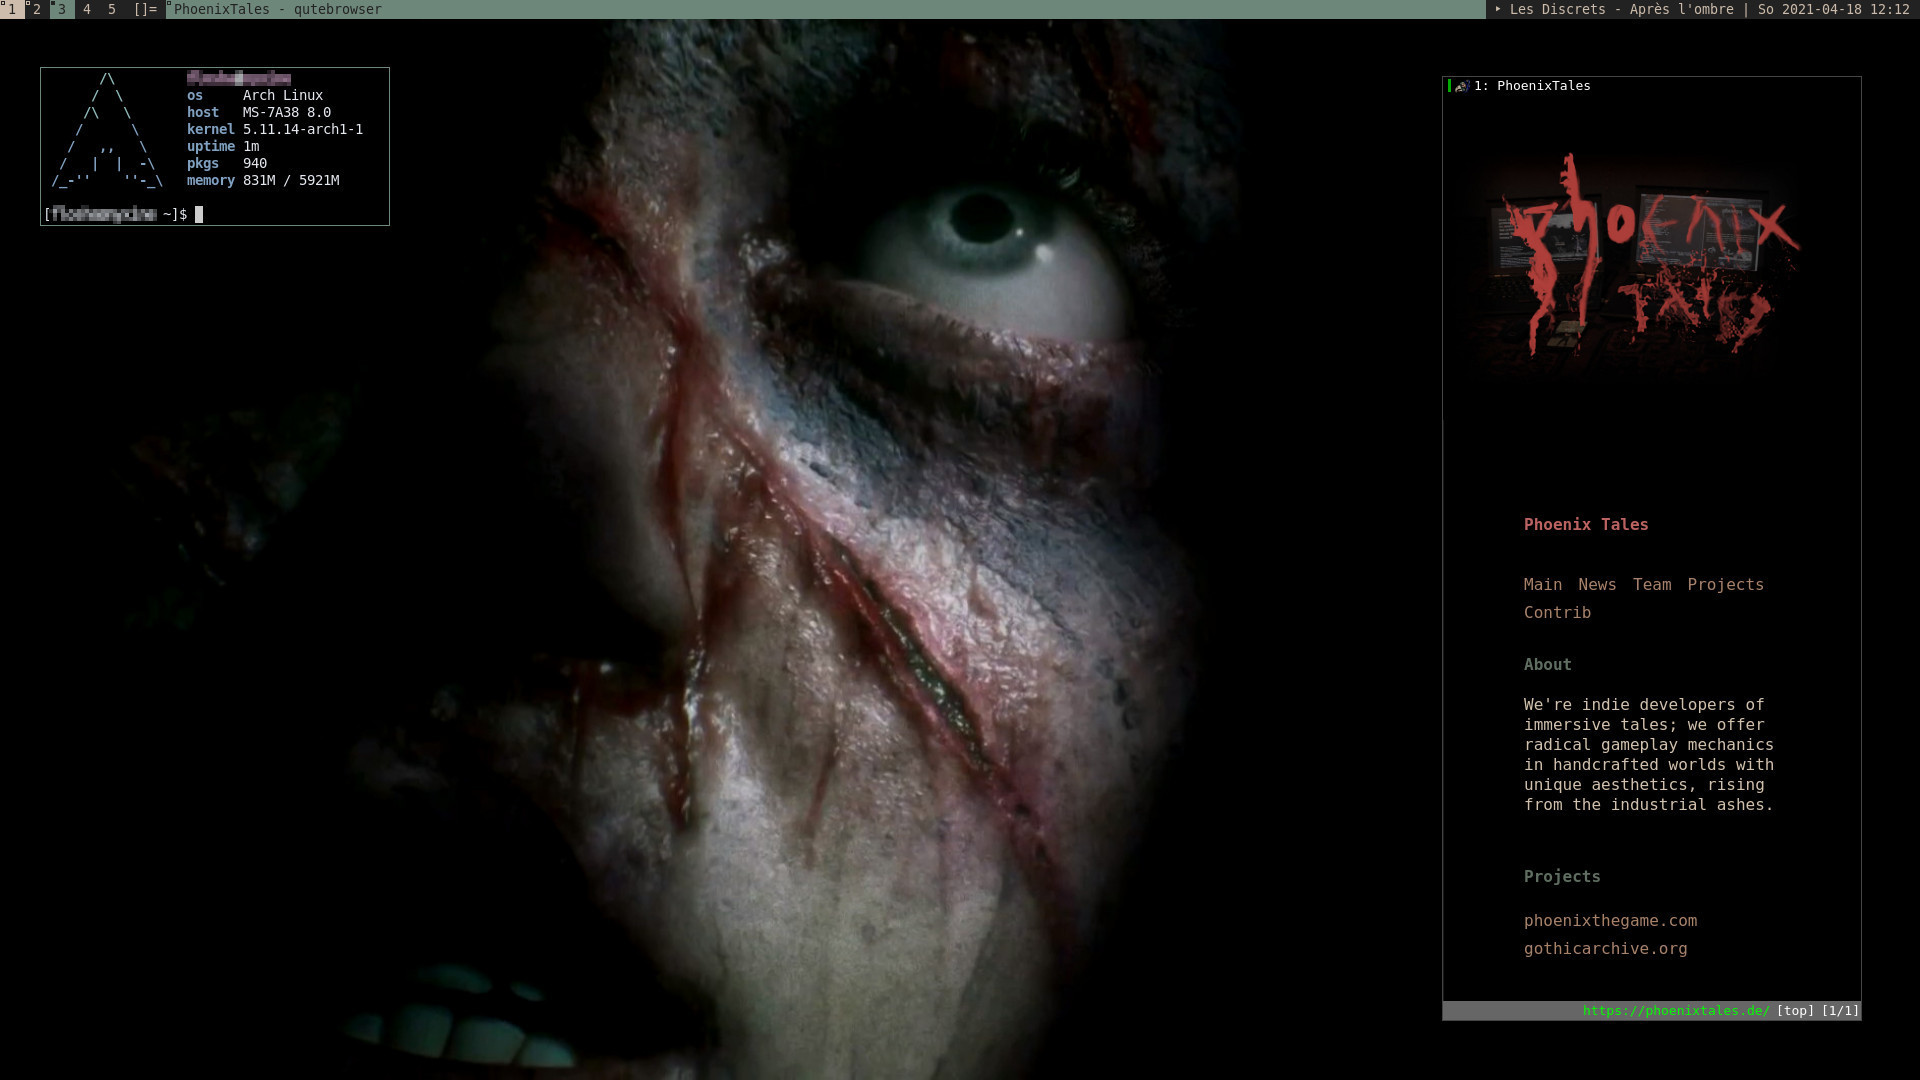 1 2 3 4 5 []= PhoenixTales - qutebrowser
‣ Les Discrets - Après l'ombre | So 2021-04-18 12:12
os Arch Linux
host MS-7A38 8.0
kernel 5.11.14-arch1-1
uptime 1m
pkgs 940
memory 831M / 5921M
[ ~]$
1: PhoenixTales
Phoenix
Tales
Phoenix Tales
Main News Team Projects
Contrib
About
We're indie developers of
immersive tales; we offer
radical gameplay mechanics
in handcrafted worlds with
unique aesthetics, rising
from the industrial ashes.
Projects
phoenixthegame.com
gothicarchive.org
https://phoenixtales.de/ [top] [1/1]